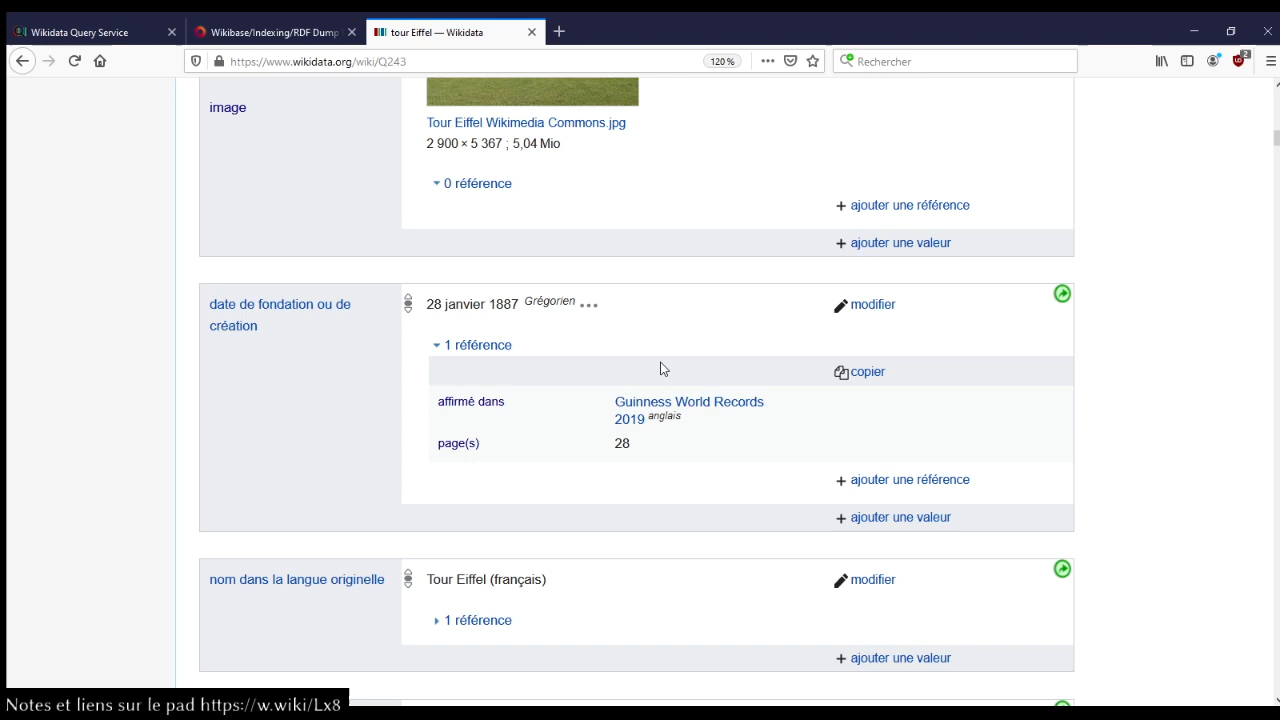 Wikidata Query Service
Wikibase/Indexing/RDF Dump
tour Eiffel — Wikidata
https://www.wikidata.org/wiki/Q243
120 %
Rechercher
2
image
Tour Eiffel Wikimedia Commons.jpg
2 900 × 5 367 ; 5,04 Mio
0 référence
+ ajouter une référence
+ ajouter une valeur
date de fondation ou de
création
28 janvier 1887 Grégorien
modifier
1 référence
copier
affirmé dans
Guinness World Records
2019 anglais
page(s)
28
+ ajouter une référence
+ ajouter une valeur
nom dans la langue originelle
Tour Eiffel (français)
modifier
1 référence
+ ajouter une valeur
Notes et liens sur le pad https://w.wiki/Lx8